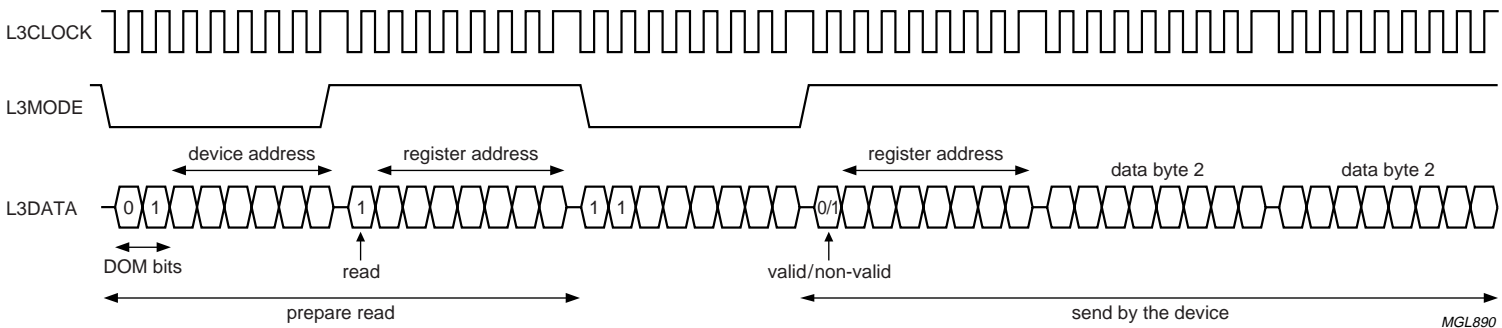 L3CLOCK
L3MODE
device address
register address
register address
data byte 2
data byte 2
L3DATA
0 1
1
1 1
0/1
DOM bits
read
valid/non-valid
prepare read
send by the device
MGL890